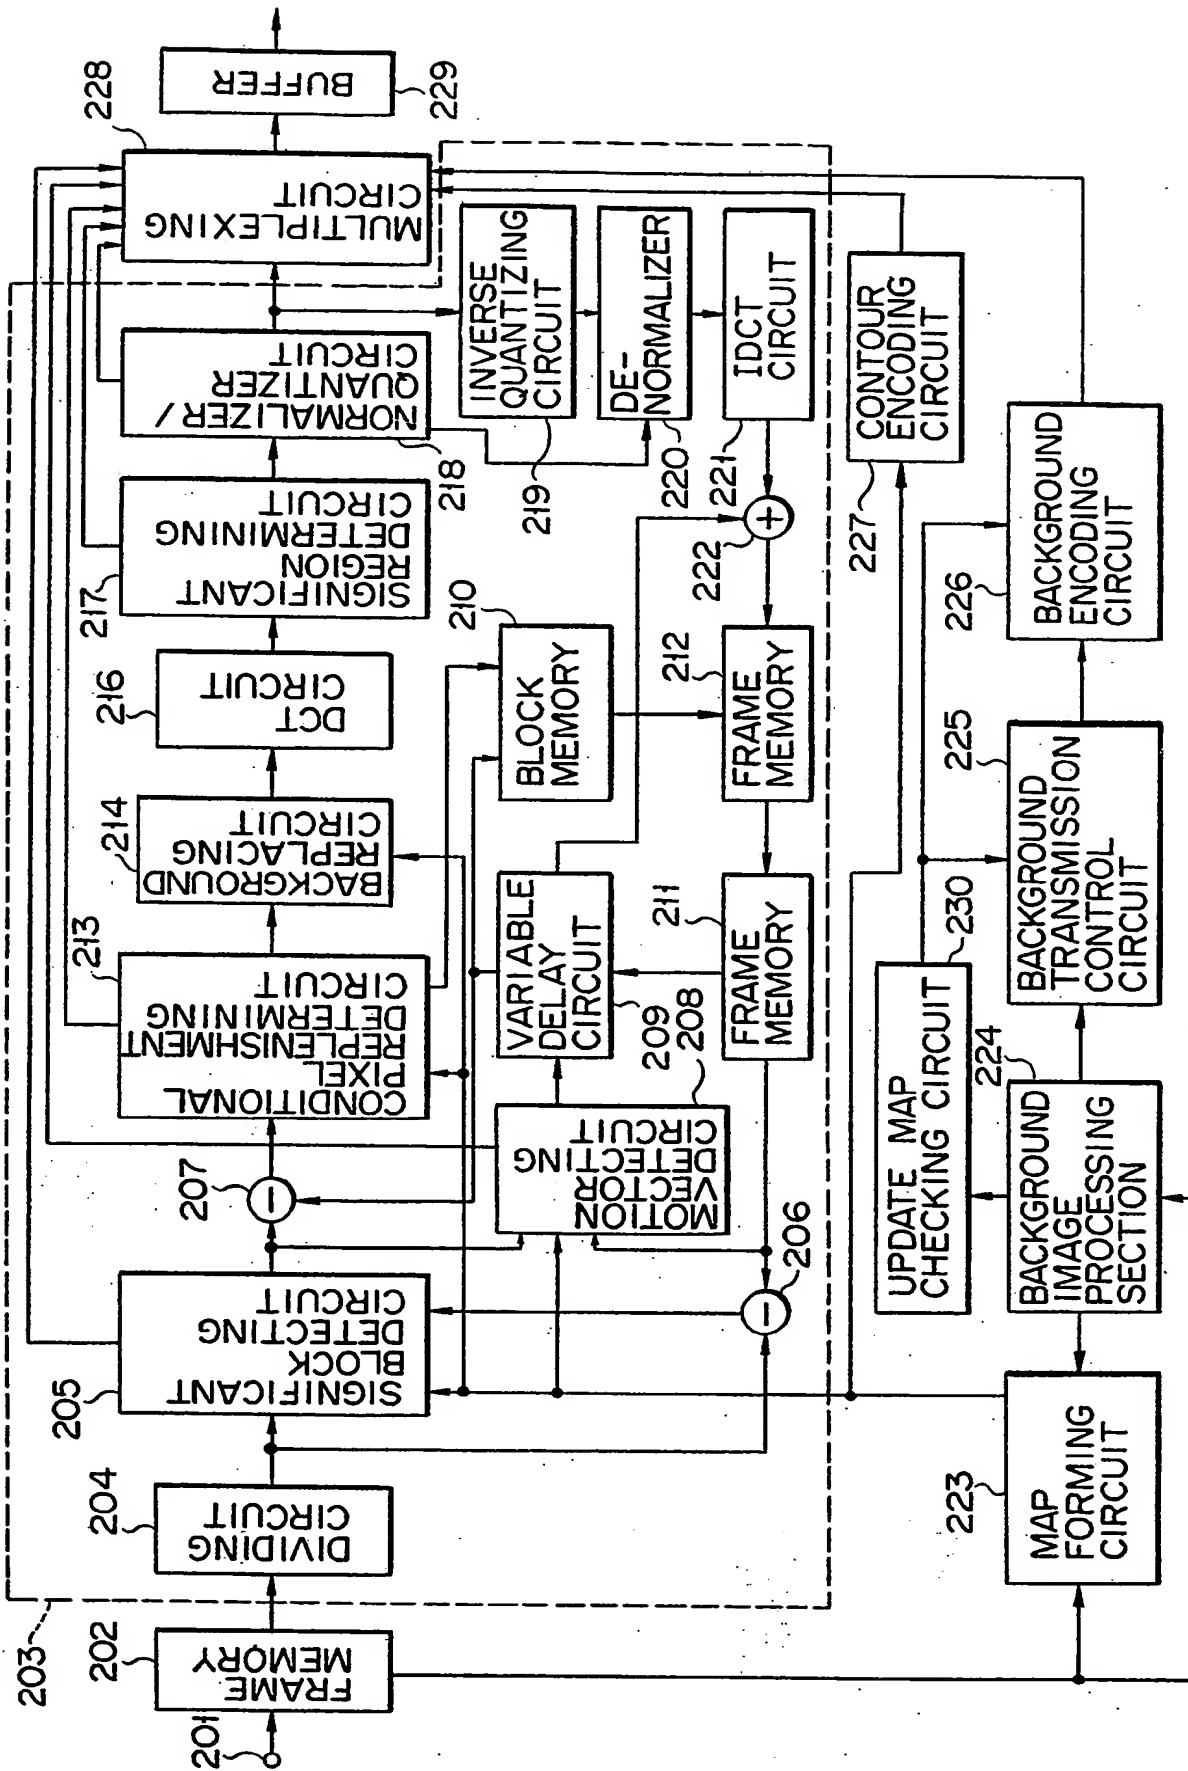 201
202
FRAME
MEMORY
203
204
DIVIDING
CIRCUIT
205
SIGNIFICANT
BLOCK
DETECTING
CIRCUIT
206
−
207
−
208
MOTION
VECTOR
DETECTING
CIRCUIT
209
VARIABLE
DELAY
CIRCUIT
210
BLOCK
MEMORY
211
FRAME
MEMORY
212
FRAME
MEMORY
213
CONDITIONAL
PIXEL
REPLENISHMENT
DETERMINING
CIRCUIT
214
BACKGROUND
REPLACING
CIRCUIT
216
DCT
CIRCUIT
217
SIGNIFICANT
REGION
DETERMINING
CIRCUIT
218
NORMALIZER/
QUANTIZER
CIRCUIT
219
INVERSE
QUANTIZING
CIRCUIT
220
DE-
NORMALIZER
221
IDCT
CIRCUIT
222
+
223
MAP
FORMING
CIRCUIT
224
BACKGROUND
IMAGE
PROCESSING
SECTION
225
BACKGROUND
TRANSMISSION
CONTROL
CIRCUIT
226
BACKGROUND
ENCODING
CIRCUIT
227
CONTOUR
ENCODING
CIRCUIT
228
MULTIPLEXING
CIRCUIT
229
BUFFER
230
UPDATE MAP
CHECKING CIRCUIT